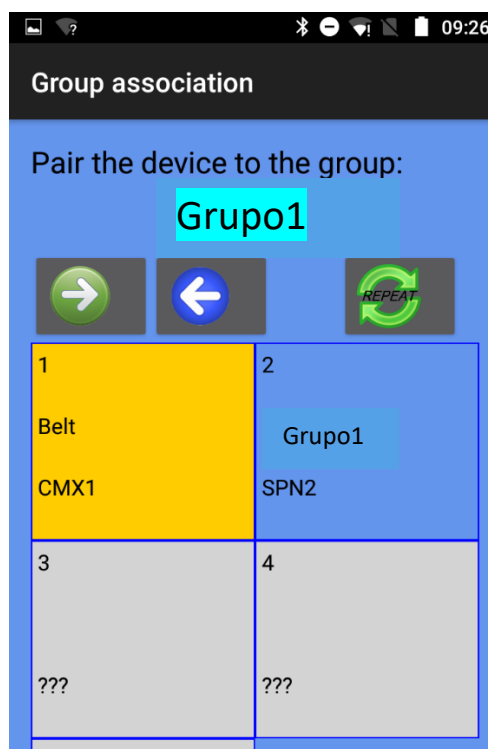 09:26
Group association
Pair the device to the group:
Grupo1
REPEAT
1
2
Belt
Grupo1
CMX1
SPN2
3
4
???
???